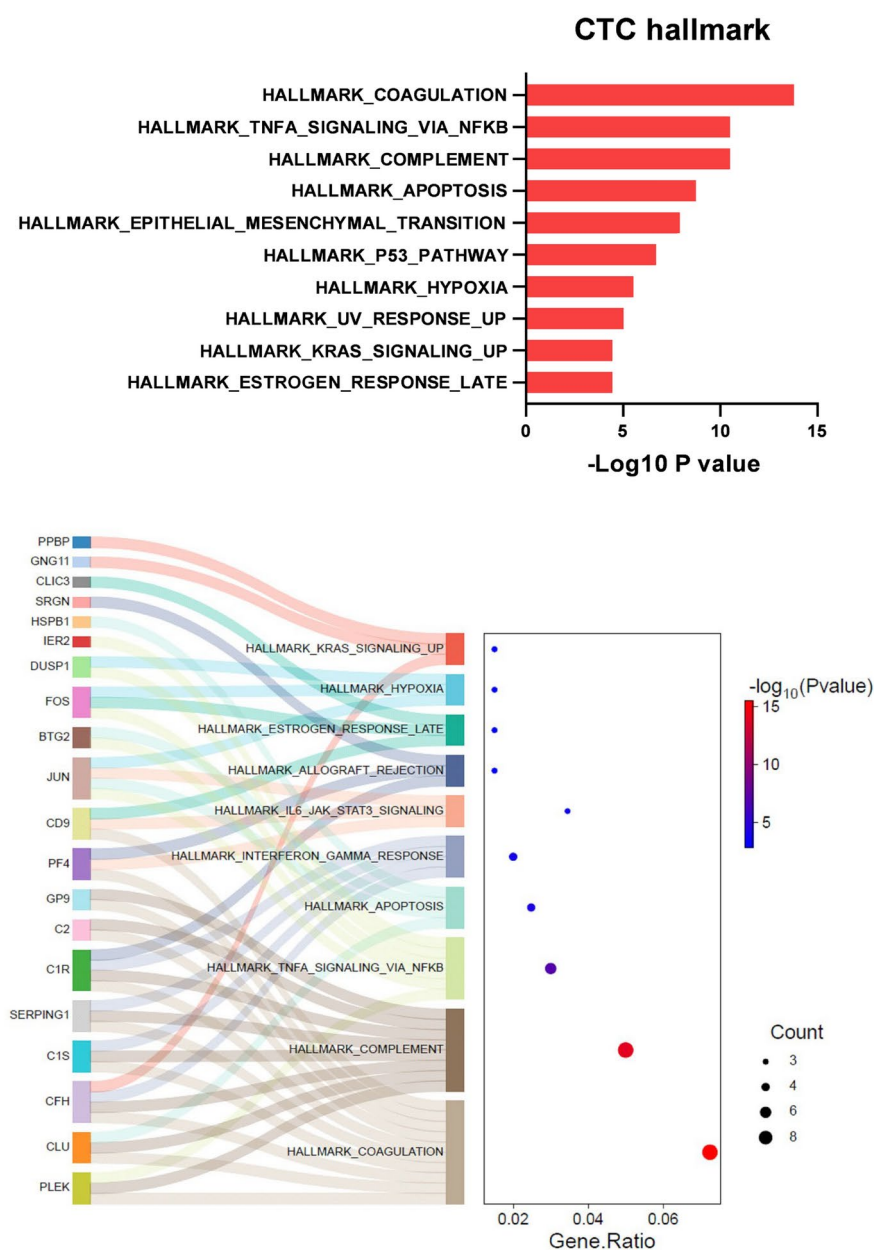 CTC hallmark
HALLMARK_COAGULATION
HALLMARK_TNFA_SIGNALING_VIA_NFKB
HALLMARK_COMPLEMENT
HALLMARK_APOPTOSIS
HALLMARK_EPITHELIAL_MESENCHYMAL_TRANSITION
HALLMARK_P53_PATHWAY
HALLMARK_HYPOXIA
HALLMARK_UV_RESPONSE_UP
HALLMARK_KRAS_SIGNALING_UP
HALLMARK_ESTROGEN_RESPONSE_LATE
0 5 10 15
-Log10 P value
PPBP
GNG11
CLIC3
SRGN
HSPB1
IER2
DUSP1
FOS
BTG2
JUN
CD9
PF4
GP9
C2
C1R
SERPING1
C1S
CFH
CLU
PLEK
HALLMARK_KRAS_SIGNALING_UP
HALLMARK_HYPOXIA
HALLMARK_ESTROGEN_RESPONSE_LATE
HALLMARK_ALLOGRAFT_REJECTION
HALLMARK_IL6_JAK_STAT3_SIGNALING
HALLMARK_INTERFERON_GAMMA_RESPONSE
HALLMARK_APOPTOSIS
HALLMARK_TNFA_SIGNALING_VIA_NFKB
HALLMARK_COMPLEMENT
HALLMARK_COAGULATION
0.02 0.04 0.06
Gene.Ratio
-log10(Pvalue)
15
10
5
Count
3
4
6
8